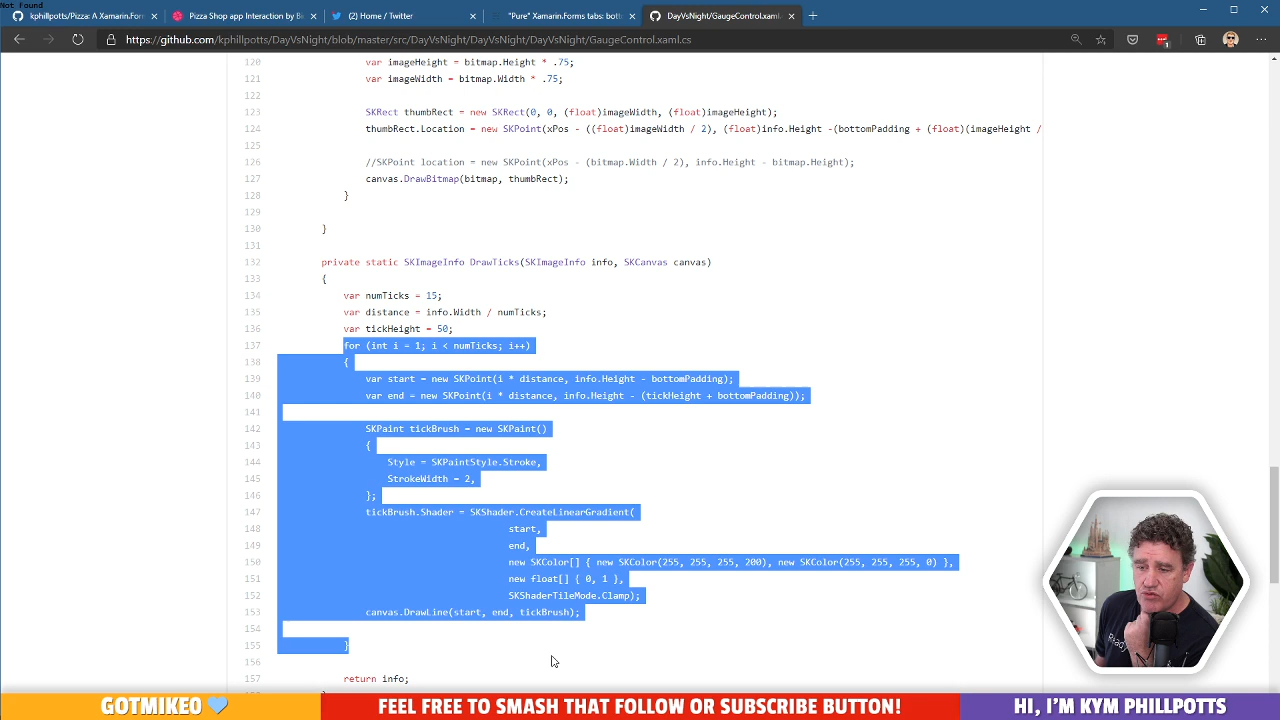 Not Found
kphillpotts/Pizza: A Xamarin.Form
Pizza Shop app Interaction by Be
(2) Home / Twitter
"Pure" Xamarin.Forms tabs: bott
DayVsNight/GaugeControl.xaml.c
https://github.com/kphillpotts/DayVsNight/blob/master/src/DayVsNight/DayVsNight/DayVsNight/GaugeControl.xaml.cs
1
120 var imageHeight = bitmap.Height * .75;
121 var imageWidth = bitmap.Width * .75;
122
123 SKRect thumbRect = new SKRect(0, 0, (float)imageWidth, (float)imageHeight);
124 thumbRect.Location = new SKPoint(xPos - ((float)imageWidth / 2), (float)info.Height -(bottomPadding + (float)(imageHeight /
125
126 //SKPoint location = new SKPoint(xPos - (bitmap.Width / 2), info.Height - bitmap.Height);
127 canvas.DrawBitmap(bitmap, thumbRect);
128 }
129
130 }
131
132 private static SKImageInfo DrawTicks(SKImageInfo info, SKCanvas canvas)
133 {
134 var numTicks = 15;
135 var distance = info.Width / numTicks;
136 var tickHeight = 50;
137 for (int i = 1; i < numTicks; i++)
138 {
139 var start = new SKPoint(i * distance, info.Height - bottomPadding);
140 var end = new SKPoint(i * distance, info.Height - (tickHeight + bottomPadding));
141
142 SKPaint tickBrush = new SKPaint()
143 {
144 Style = SKPaintStyle.Stroke,
145 StrokeWidth = 2,
146 };
147 tickBrush.Shader = SKShader.CreateLinearGradient(
148 start,
149 end,
150 new SKColor[] { new SKColor(255, 255, 255, 200), new SKColor(255, 255, 255, 0) },
151 new float[] { 0, 1 },
152 SKShaderTileMode.Clamp);
153 canvas.DrawLine(start, end, tickBrush);
154
155 }
156
157 return info;
GOTMIKEO
FEEL FREE TO SMASH THAT FOLLOW OR SUBSCRIBE BUTTON!
HI, I'M KYM PHILLPOTTS